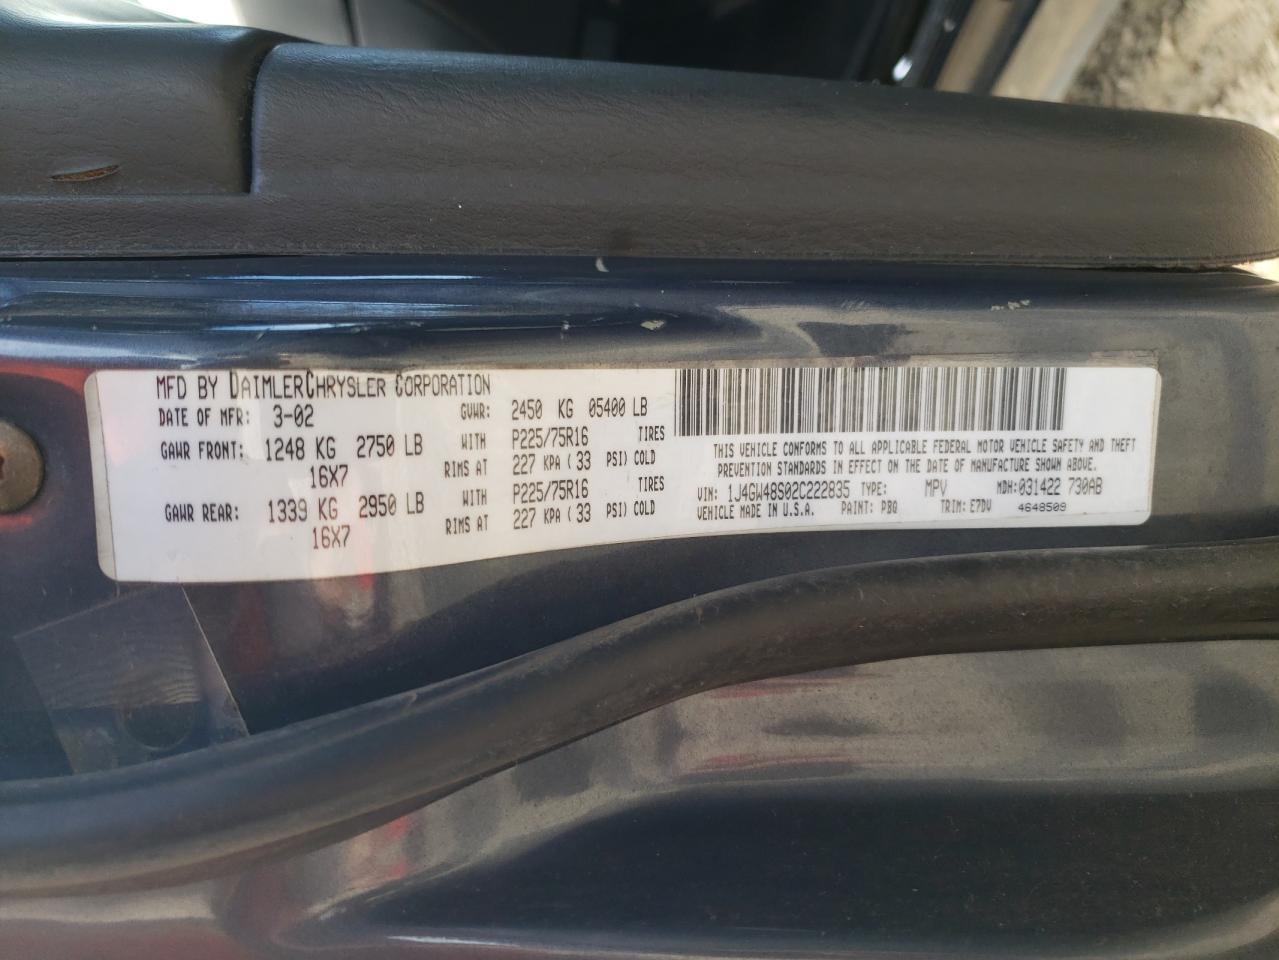 MFD BY DAIMLERCHRYSLER CORPORATION
DATE OF MFR: 3-02 GVWR: 2450 KG 05400 LB
GAWR FRONT: 1248 KG 2750 LB WITH P225/75R16 TIRES
16X7 RIMS AT 227 KPA (33 PSI) COLD
GAWR REAR: 1339 KG 2950 LB WITH P225/75R16 TIRES
16X7 RIMS AT 227 KPA (33 PSI) COLD
THIS VEHICLE CONFORMS TO ALL APPLICABLE FEDERAL MOTOR VEHICLE SAFETY AND THEFT
PREVENTION STANDARDS IN EFFECT ON THE DATE OF MANUFACTURE SHOWN ABOVE.
VIN: 1J4GW48S02C222835 TYPE: MPV MDH: 031422 730AB
VEHICLE MADE IN U.S.A. PAINT: PBQ TRIM: E7DV 4648509